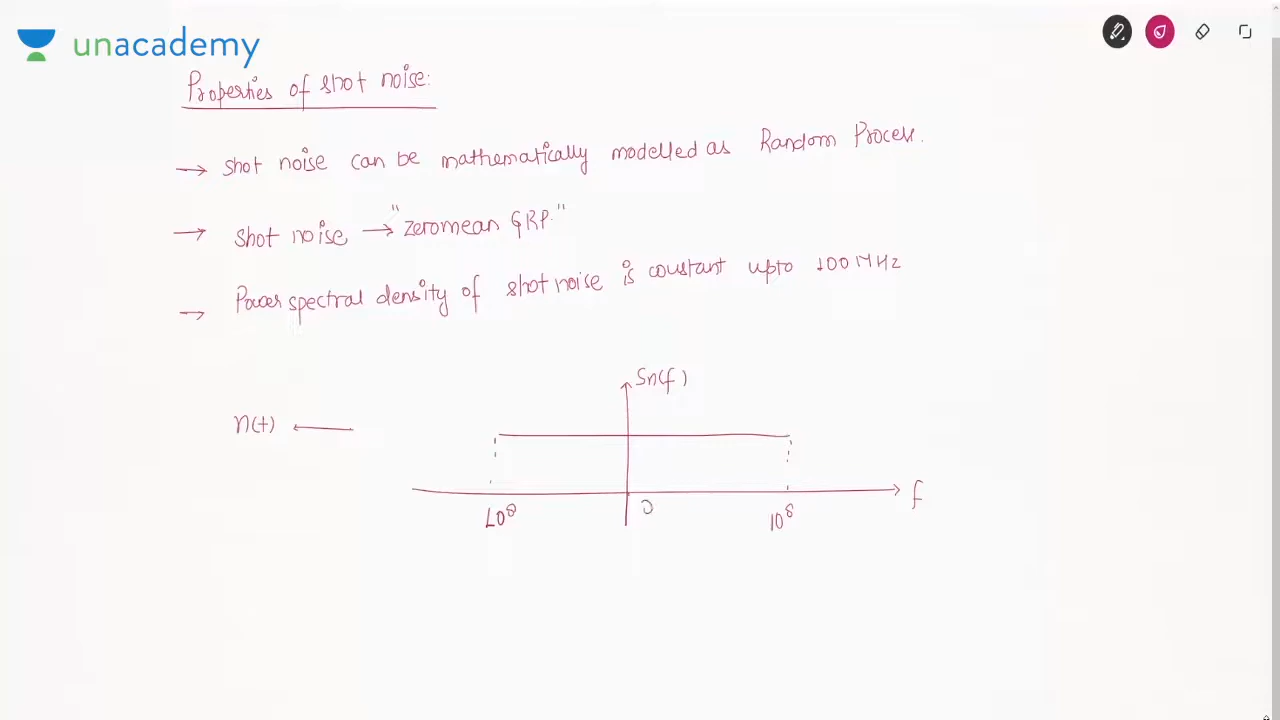 unacademy
Properties of shot noise:
→ shot noise can be mathematically modelled as Random Process.
→ shot noise → "zeromean GRP."
→ Power spectral density of shot noise is constant upto 100 MHz
Sn(f)
n(t) ←
f
-10⁸ 0 10⁸